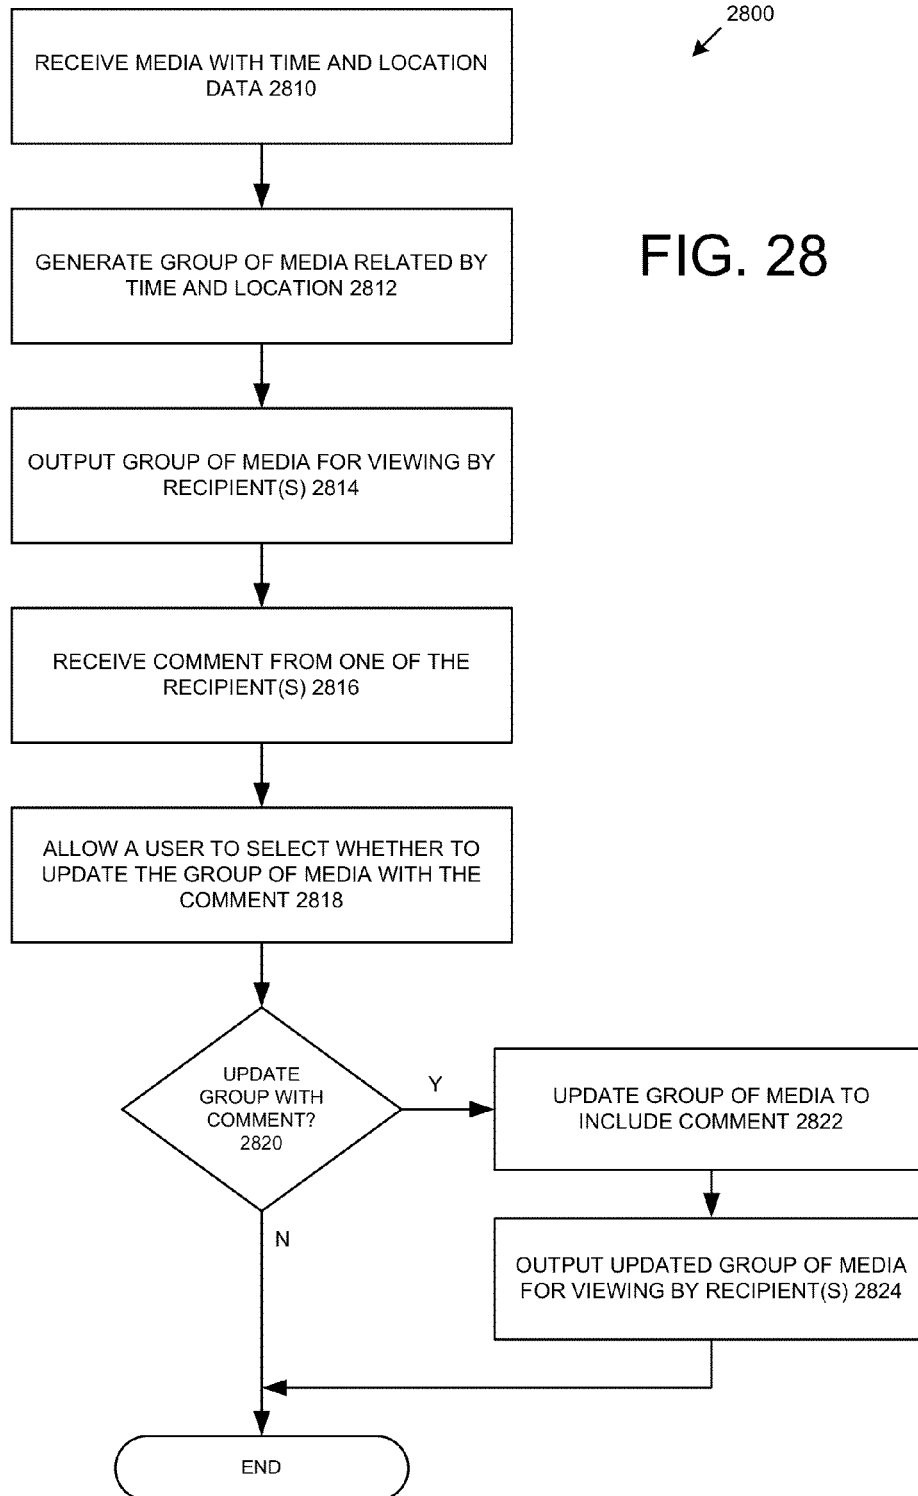 2800
RECEIVE MEDIA WITH TIME AND LOCATION
DATA 2810
FIG. 28
GENERATE GROUP OF MEDIA RELATED BY
TIME AND LOCATION 2812
OUTPUT GROUP OF MEDIA FOR VIEWING BY
RECIPIENT(S) 2814
RECEIVE COMMENT FROM ONE OF THE
RECIPIENT(S) 2816
ALLOW A USER TO SELECT WHETHER TO
UPDATE THE GROUP OF MEDIA WITH THE
COMMENT 2818
UPDATE
GROUP WITH
COMMENT?
2820
Y
UPDATE GROUP OF MEDIA TO
INCLUDE COMMENT 2822
N
OUTPUT UPDATED GROUP OF MEDIA
FOR VIEWING BY RECIPIENT(S) 2824
END